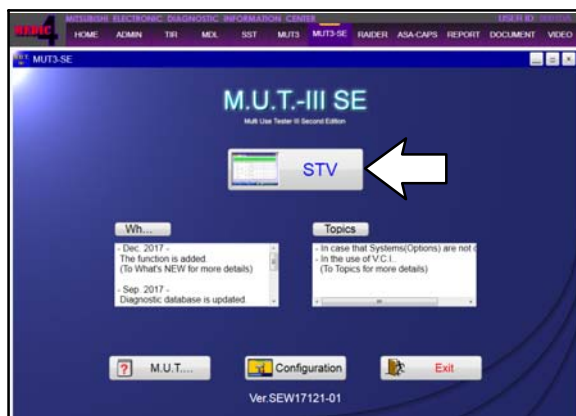 MITSUBISHI ELECTRONIC DIAGNOSTIC INFORMATION CENTER
USER ID
MEDIC 4
HOME ADMIN TIR MDL SST MUT3 MUT3-SE RAIDER ASA-CAPS REPORT DOCUMENT VIDEO
MUT3-SE
M.U.T.-III SE
Multi Use Tester III Second Edition
STV
Wh...
Topics
- Dec. 2017 -
The function is added.
(To What's NEW for more details)
- Sep. 2017 -
Diagnostic database is updated.
- In case that Systems(Options) are not
- In the use of V.C.I..
(To Topics for more details)
M.U.T....
Configuration
Exit
Ver.SEW17121-01